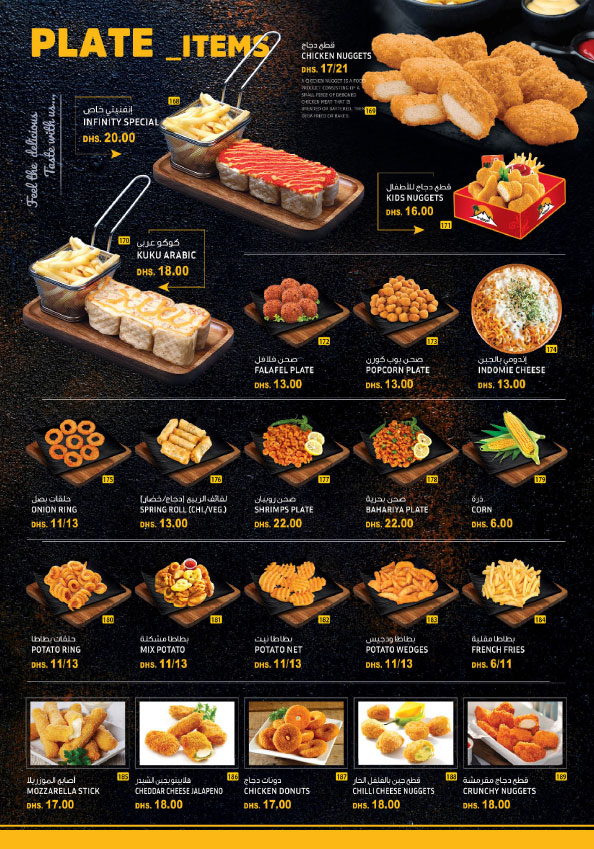 PLATE _ITEMS
Feel the delicious
Taste with us...
168
إنفنيتي خاص
INFINITY SPECIAL
DHS. 20.00
قطع دجاج
CHICKEN NUGGETS
DHS. 17/21
A CHICKEN NUGGET IS A FOOD
PRODUCT CONSISTING OF A
SMALL PIECE OF DEBONED
CHICKEN MEAT THAT IS
BREADED OR BATTERED, THEN
DEEP-FRIED OR BAKED.
169
قطع دجاج للأطفال
KIDS NUGGETS
DHS. 16.00
171
170
كوكو عربي
KUKU ARABIC
DHS. 18.00
172
صحن فلافل
FALAFEL PLATE
DHS. 13.00
173
صحن بوب كورن
POPCORN PLATE
DHS. 13.00
174
إندومي بالجبن
INDOMIE CHEESE
DHS. 13.00
175
حلقات بصل
ONION RING
DHS. 11/13
176
لفائف الربيع (دجاج/خضار)
SPRING ROLL (CHI./VEG.)
DHS. 13.00
177
صحن روبيان
SHRIMPS PLATE
DHS. 22.00
178
صحن بحرية
BAHARIYA PLATE
DHS. 22.00
179
ذرة
CORN
DHS. 6.00
180
حلقات بطاطا
POTATO RING
DHS. 11/13
181
بطاطا مشكلة
MIX POTATO
DHS. 11/13
182
بطاطا نيت
POTATO NET
DHS. 11/13
183
بطاطا ودجيس
POTATO WEDGES
DHS. 11/13
184
بطاطا مقلية
FRENCH FRIES
DHS. 6/11
185
أصابع الموزريلا
MOZZARELLA STICK
DHS. 17.00
186
هلابينو بجبن الشيدر
CHEDDAR CHEESE JALAPENO
DHS. 18.00
187
دونات دجاج
CHICKEN DONUTS
DHS. 17.00
188
قطع جبن بالفلفل الحار
CHILLI CHEESE NUGGETS
DHS. 18.00
189
قطع دجاج مقرمشة
CRUNCHY NUGGETS
DHS. 18.00